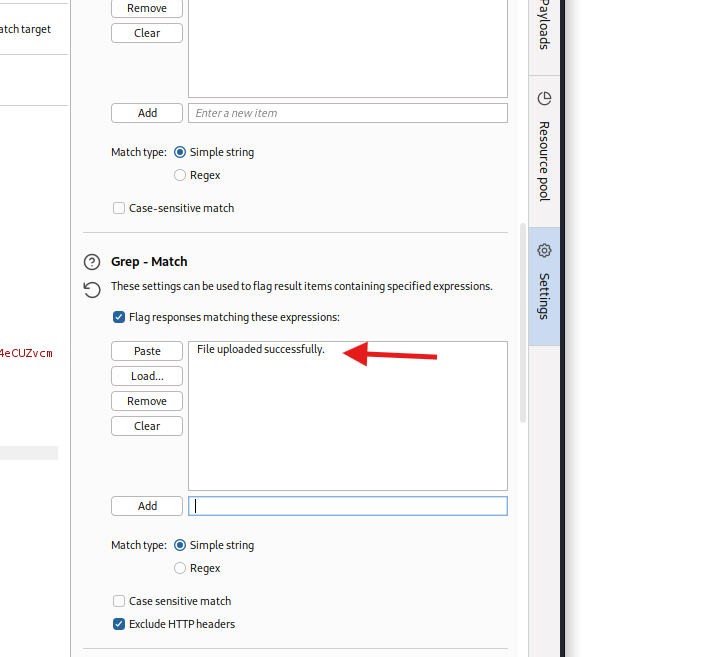 Remove
Clear
atch target
Add
Enter a new item
Match type:
Simple string
Regex
Case-sensitive match
Grep - Match
These settings can be used to flag result items containing specified expressions.
Flag responses matching these expressions:
Paste
File uploaded successfully.
Load...
Remove
Clear
4eCUZvcm
Add
Match type:
Simple string
Regex
Case sensitive match
Exclude HTTP headers
Payloads
Resource pool
Settings